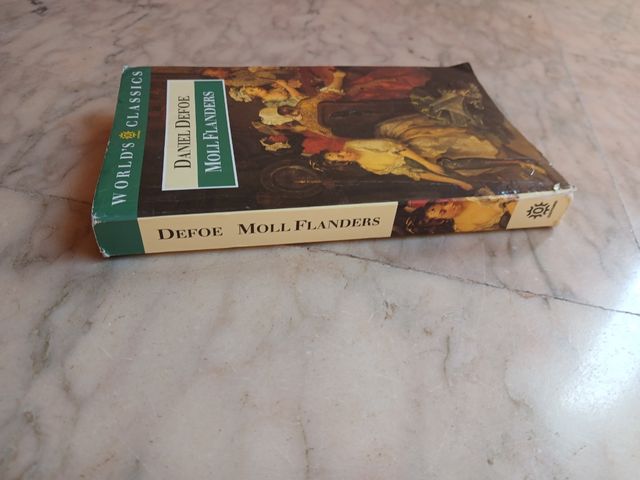 WORLD'S CLASSICS
DANIEL DEFOE
MOLL FLANDERS
DEFOE MOLL FLANDERS